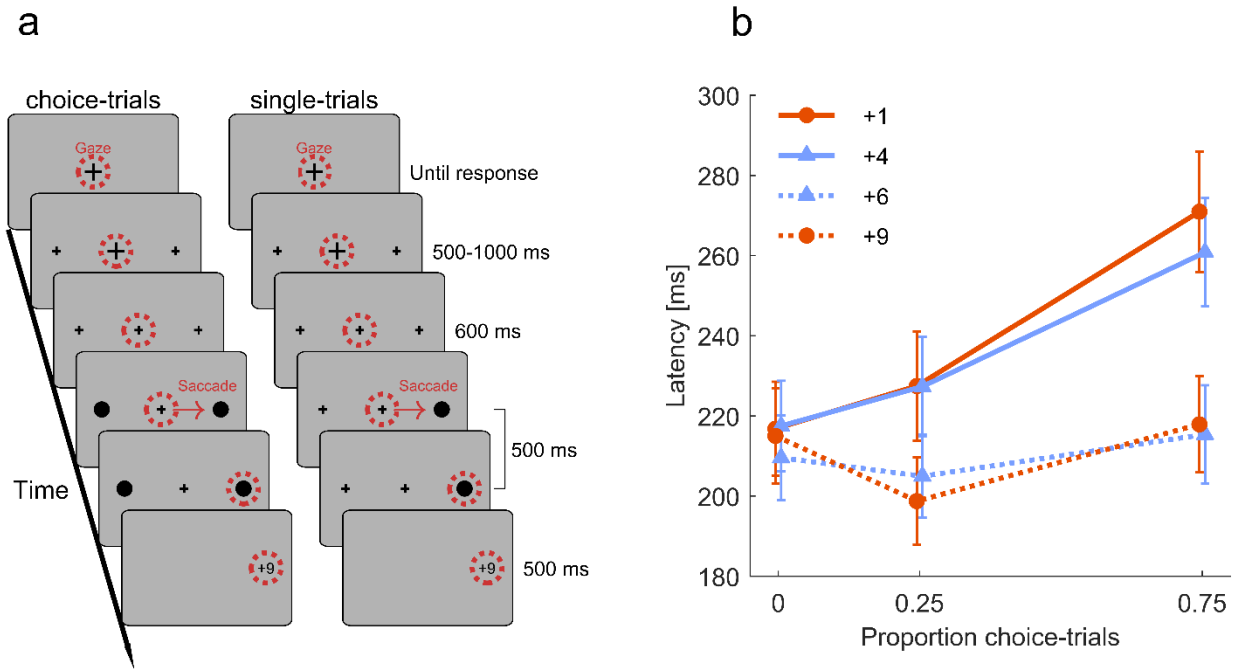 a
choice-trials
single-trials
Gaze
Gaze
Until response
500-1000 ms
600 ms
Saccade
Saccade
500 ms
Time
+9
+9
500 ms
b
300
280
260
240
220
200
180
Latency [ms]
+1
+4
+6
+9
0
0.25
0.75
Proportion choice-trials